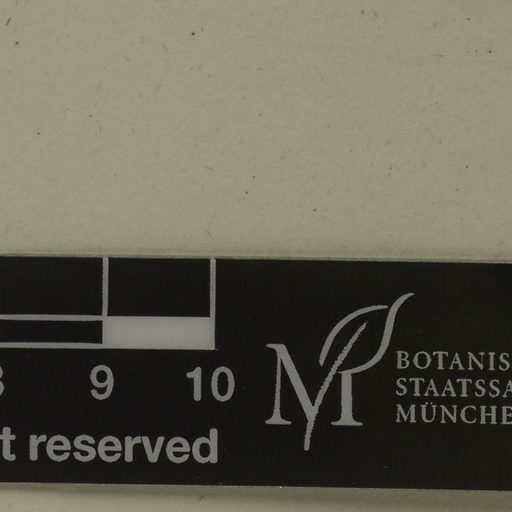 9 10
reserved
M
BOTANIS
STAATSSA
MÜNCHE